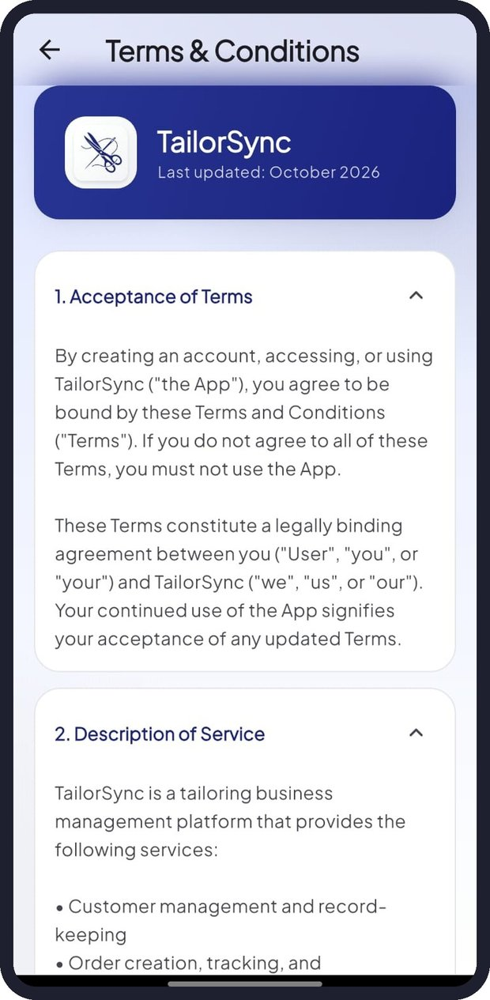 Terms & Conditions
TailorSync
Last updated: October 2026
1. Acceptance of Terms
By creating an account, accessing, or using
TailorSync ("the App"), you agree to be
bound by these Terms and Conditions
("Terms"). If you do not agree to all of these
Terms, you must not use the App.
These Terms constitute a legally binding
agreement between you ("User", "you", or
"your") and TailorSync ("we", "us", or "our").
Your continued use of the App signifies
your acceptance of any updated Terms.
2. Description of Service
TailorSync is a tailoring business
management platform that provides the
following services:
• Customer management and record-
keeping
• Order creation, tracking, and